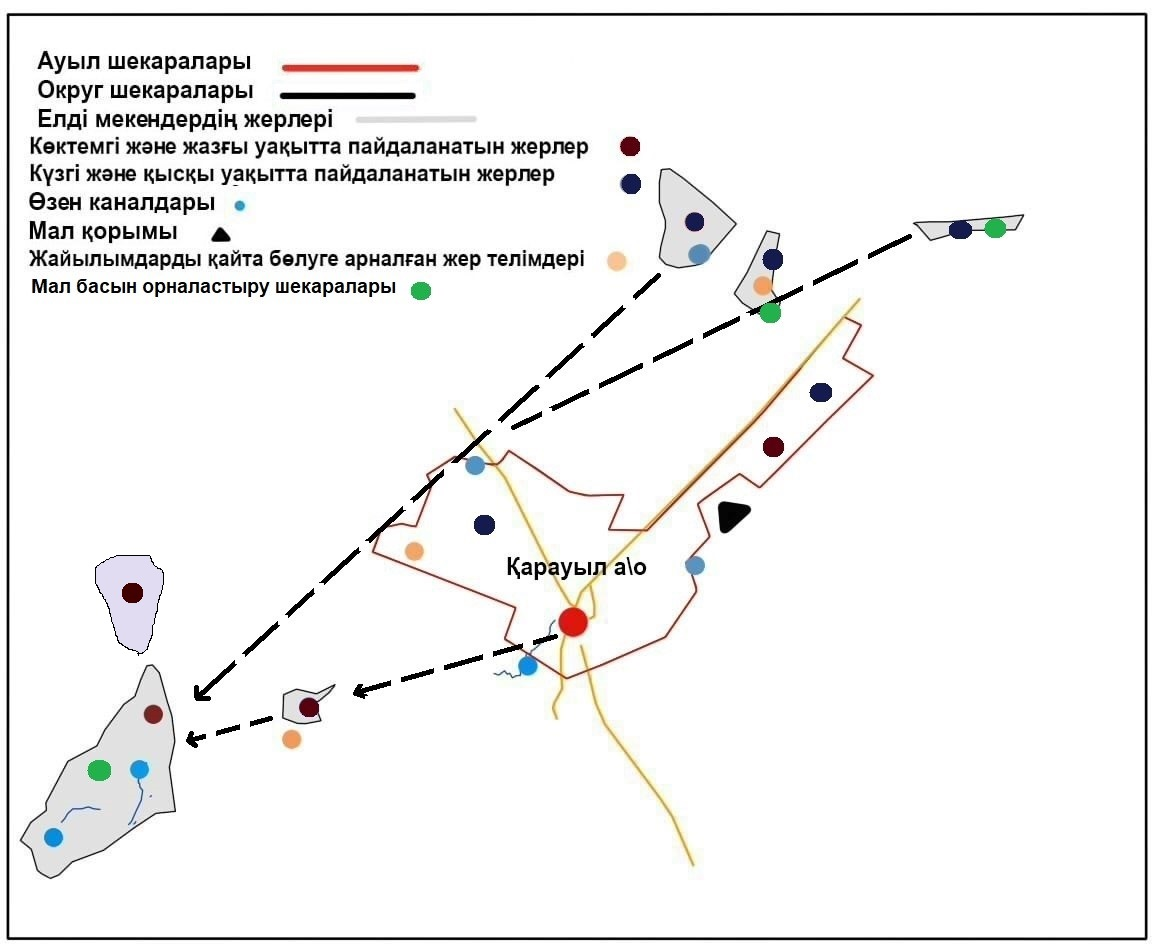 Ауыл шекаралары
Округ шекаралары
Елді мекендердің жерлері
Көктемгі және жазғы уақытта пайдаланатын жерлер
Күзгі және қысқы уақытта пайдаланатын жерлер
Өзен каналдары
Мал қорымы
Жайылымдарды қайта бөлуге арналған жер телімдері
Мал басын орналастыру шекаралары
Қарауыл а\о